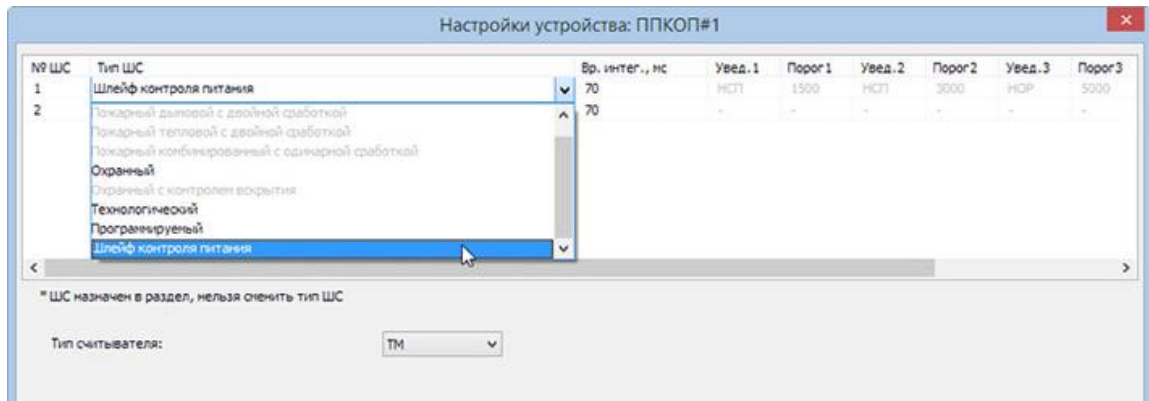 Настройки устройства: ППКОП#1
№ ШС Тип ШС Вр. интег., мс Увед.1 Порог1 Увед.2 Порог2 Увед.3 Порог3
1 Шлейф контроля питания 70 НСП 1500 НСП 3000 НОР 5000
2 70 - - - - - -
Пожарный дымовой с двойной сработкой
Пожарный тепловой с двойной сработкой
Пожарный комбинированный с одинарной сработкой
Охранный
Охранный с контролем вскрытия
Технологический
Программируемый
Шлейф контроля питания
* ШС назначен в раздел, нельзя сменить тип ШС
Тип считывателя: ТМ